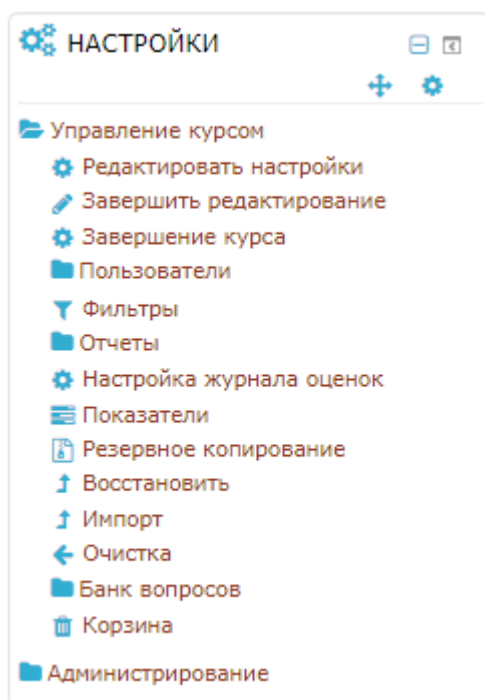 НАСТРОЙКИ
Управление курсом
Редактировать настройки
Завершить редактирование
Завершение курса
Пользователи
Фильтры
Отчеты
Настройка журнала оценок
Показатели
Резервное копирование
Восстановить
Импорт
Очистка
Банк вопросов
Корзина
Администрирование